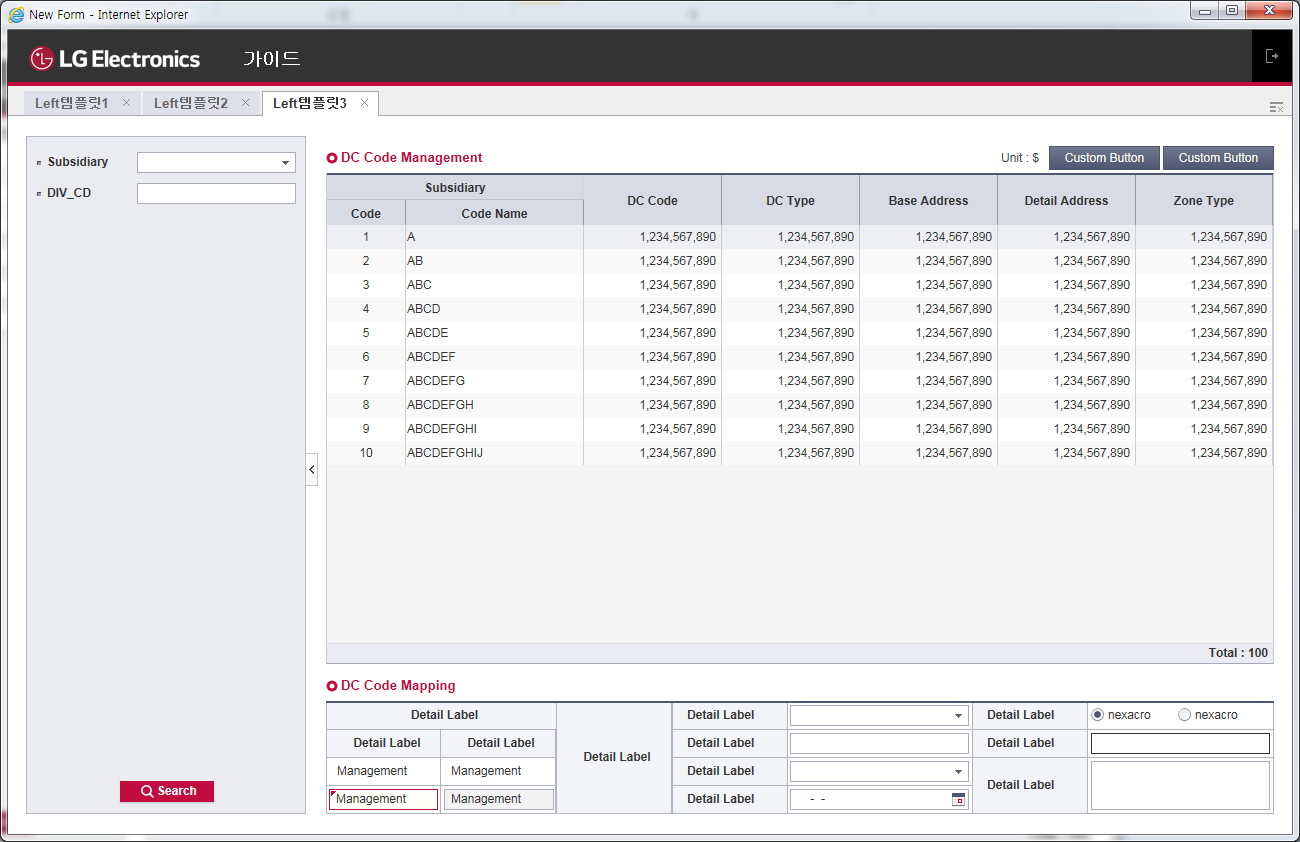 New Form - Internet Explorer
LG Electronics 가이드
Left템플릿1 Left템플릿2 Left템플릿3
Subsidiary
DIV_CD
Search
DC Code Management Unit : $ Custom Button Custom Button
Subsidiary DC Code DC Type Base Address Detail Address Zone Type
Code Code Name
1 A 1,234,567,890 1,234,567,890 1,234,567,890 1,234,567,890 1,234,567,890
2 AB 1,234,567,890 1,234,567,890 1,234,567,890 1,234,567,890 1,234,567,890
3 ABC 1,234,567,890 1,234,567,890 1,234,567,890 1,234,567,890 1,234,567,890
4 ABCD 1,234,567,890 1,234,567,890 1,234,567,890 1,234,567,890 1,234,567,890
5 ABCDE 1,234,567,890 1,234,567,890 1,234,567,890 1,234,567,890 1,234,567,890
6 ABCDEF 1,234,567,890 1,234,567,890 1,234,567,890 1,234,567,890 1,234,567,890
7 ABCDEFG 1,234,567,890 1,234,567,890 1,234,567,890 1,234,567,890 1,234,567,890
8 ABCDEFGH 1,234,567,890 1,234,567,890 1,234,567,890 1,234,567,890 1,234,567,890
9 ABCDEFGHI 1,234,567,890 1,234,567,890 1,234,567,890 1,234,567,890 1,234,567,890
10 ABCDEFGHIJ 1,234,567,890 1,234,567,890 1,234,567,890 1,234,567,890 1,234,567,890
Total : 100
DC Code Mapping
Detail Label Detail Label Detail Label nexacro nexacro
Detail Label Detail Label Detail Label Detail Label
Detail Label
Management Management Detail Label
Detail Label
Management Management Detail Label - -